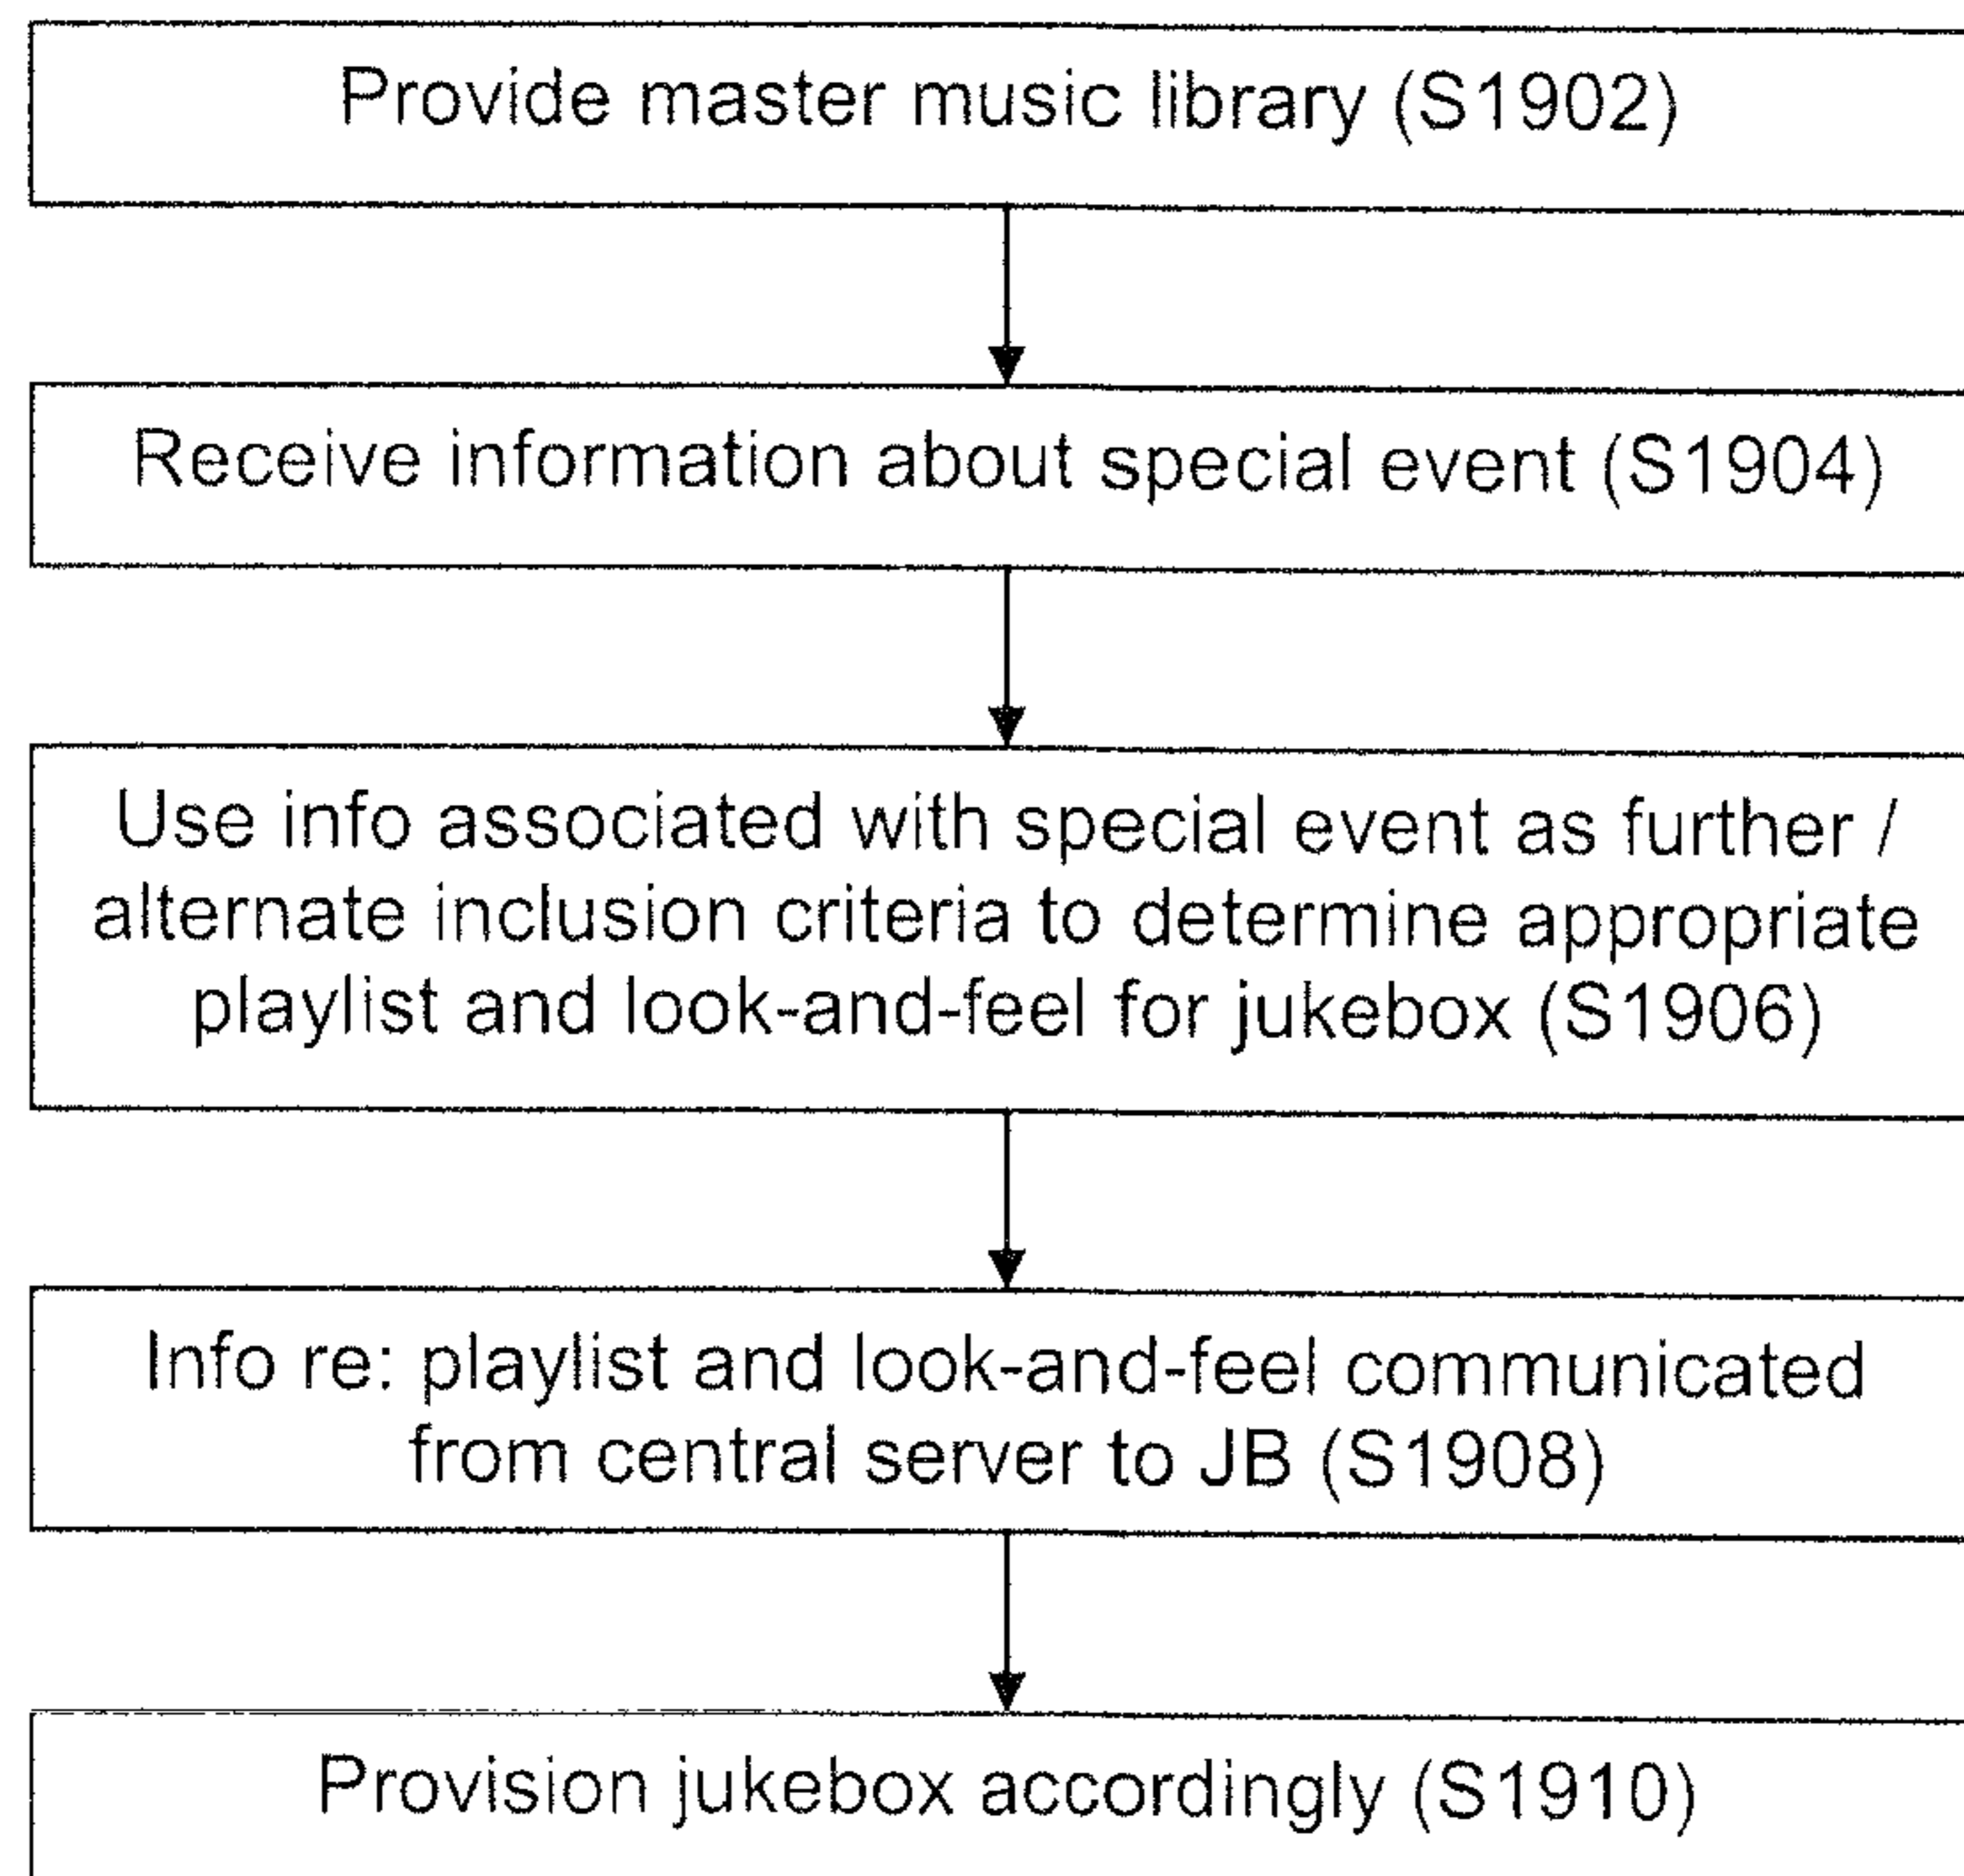 Provide master music library (S1902)
Receive information about special event (S1904)
Use info associated with special event as further /
alternate inclusion criteria to determine appropriate
playlist and look-and-feel for jukebox (S1906)
Info re: playlist and look-and-feel communicated
from central server to JB (S1908)
Provision jukebox accordingly (S1910)